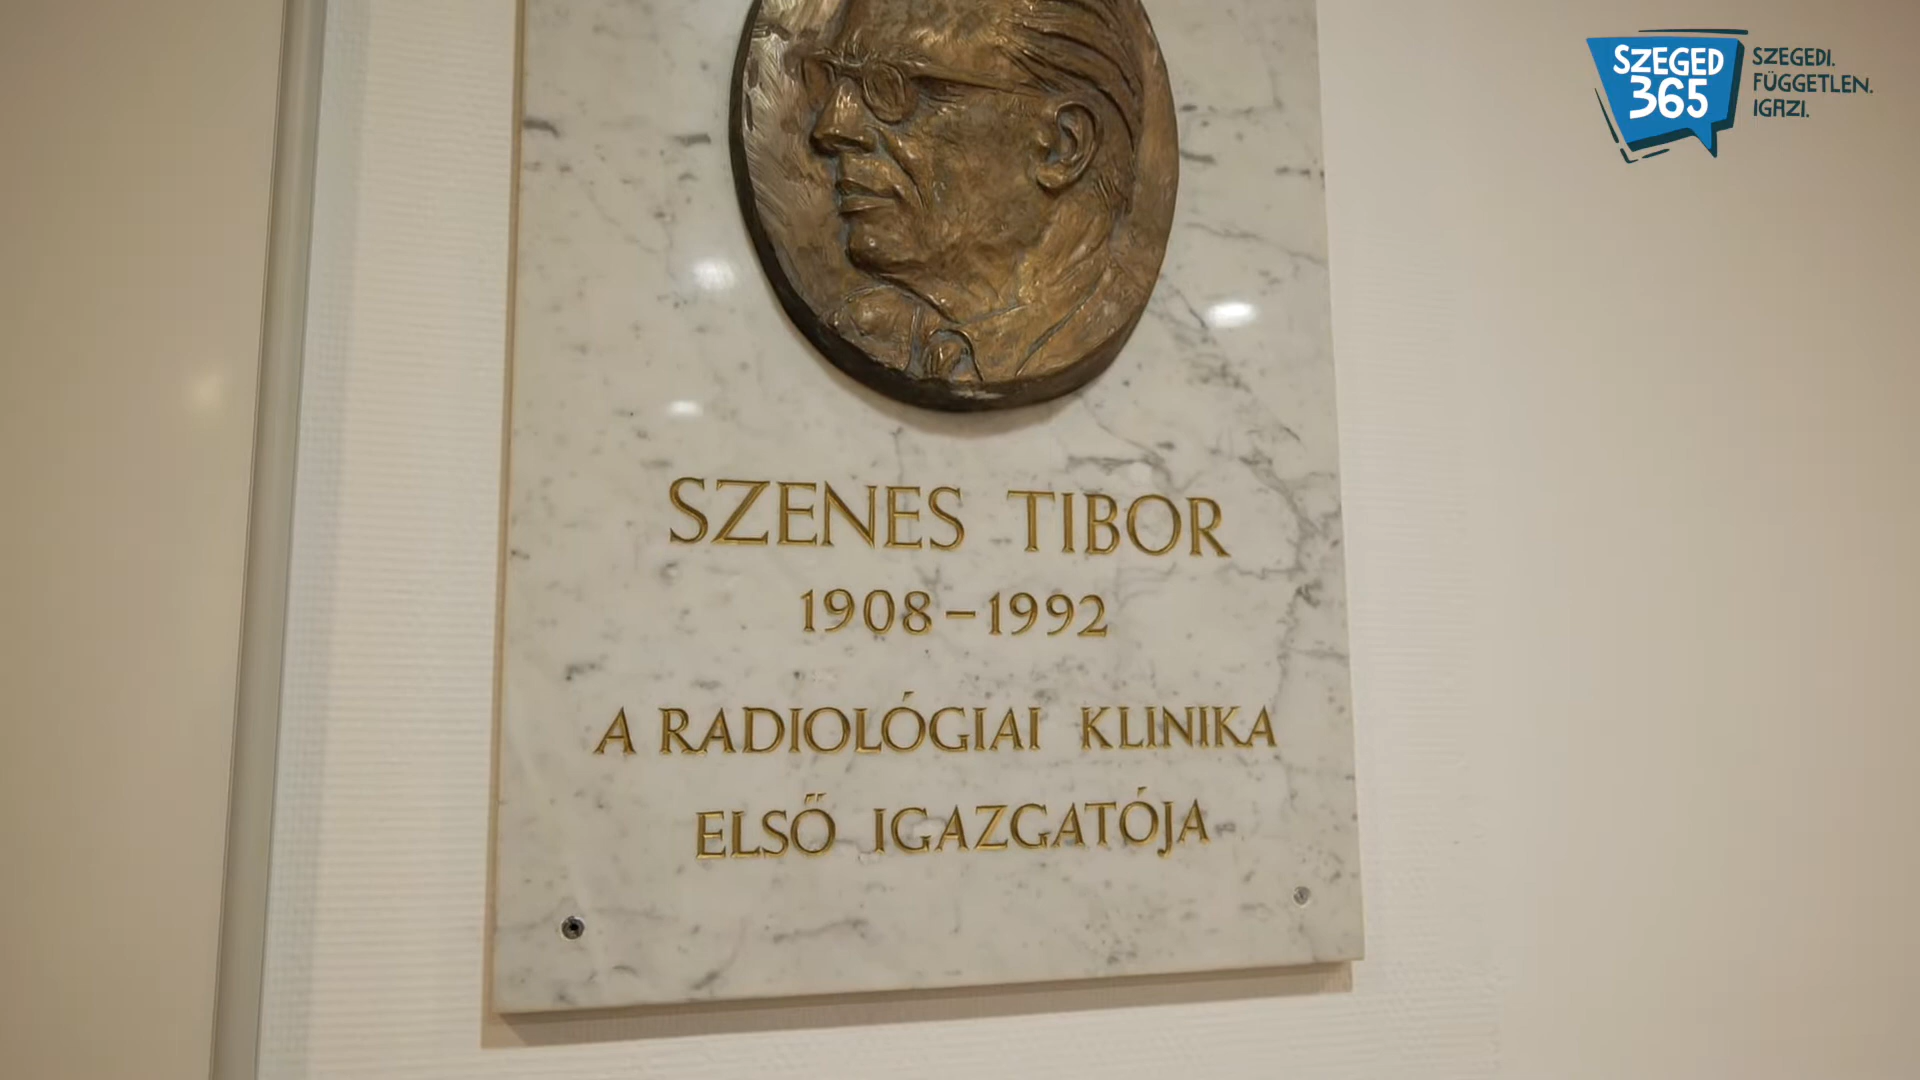 SZEGED
365
SZEGEDI.
FÜGGETLEN.
IGAZI.
SZENES TIBOR
1908–1992
A RADIOLÓGIAI KLINIKA
ELSŐ IGAZGATÓJA